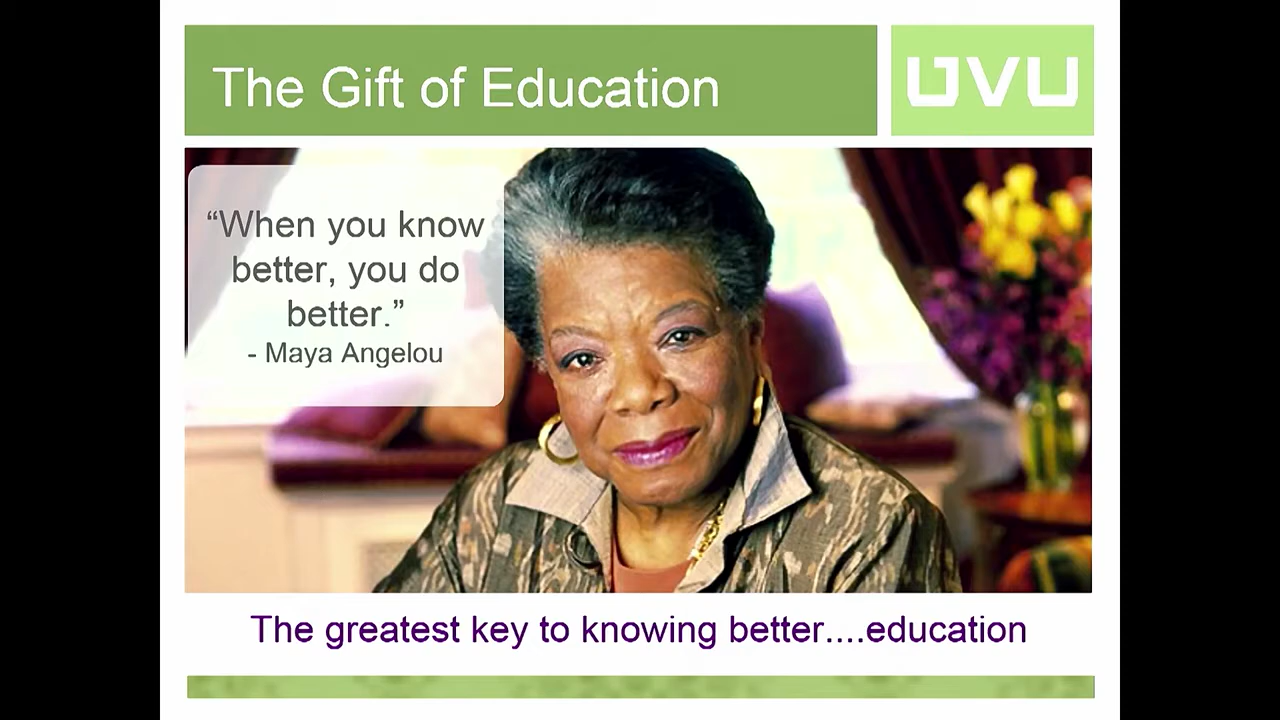 The Gift of Education
UVU
“When you know
better, you do
better.”
- Maya Angelou
The greatest key to knowing better....education